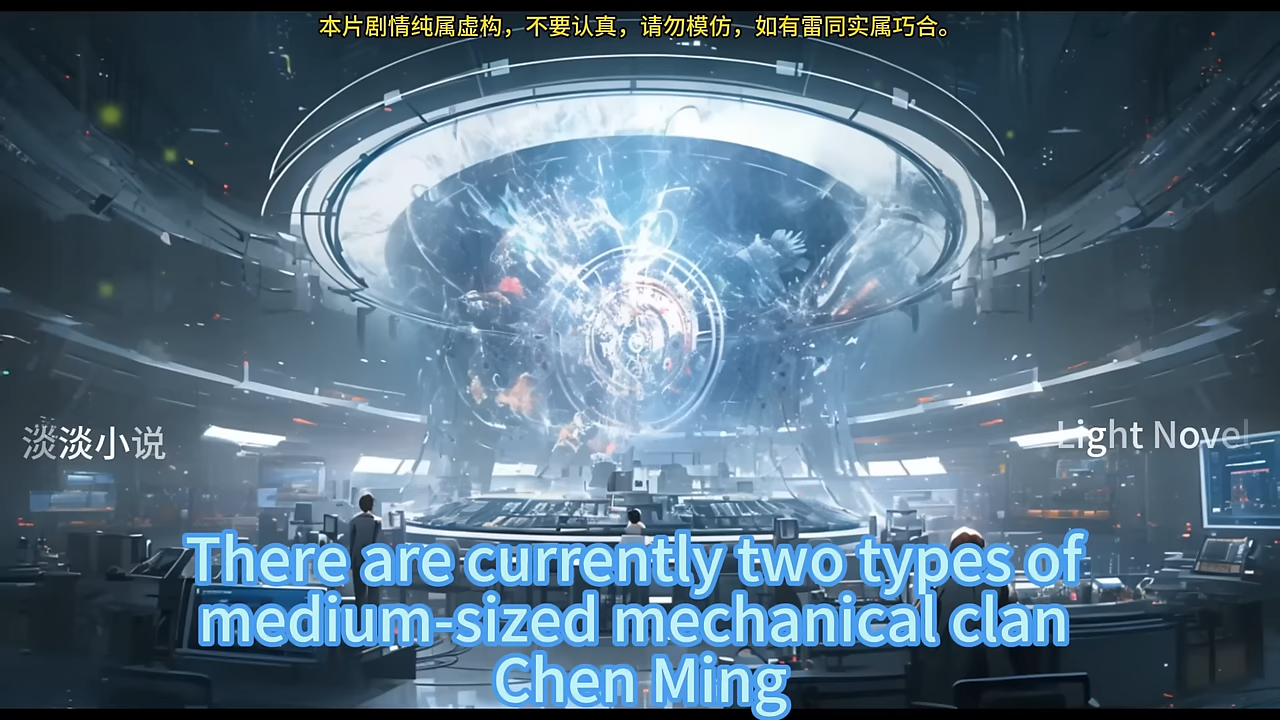 本片剧情纯属虚构，不要认真，请勿模仿，如有雷同实属巧合。
淡淡小说
Light Novel
There are currently two types of
medium-sized mechanical clan
Chen Ming